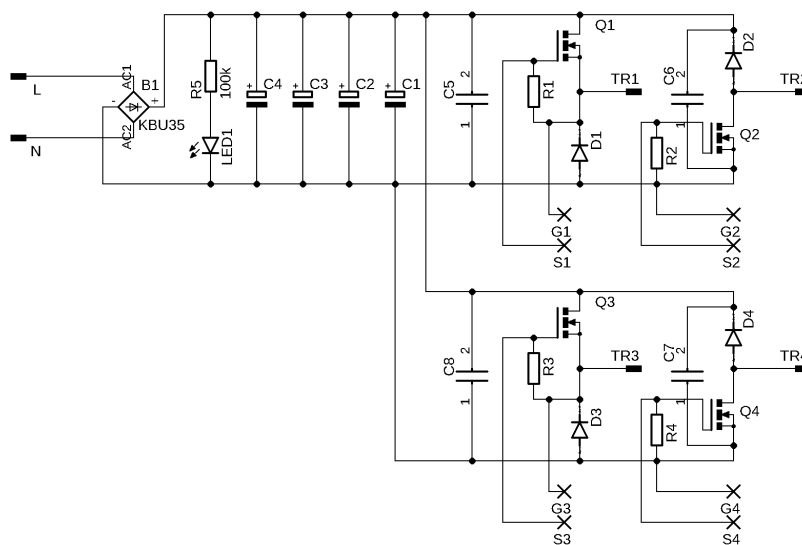 AC1
L
N
AC2
-
+
B1
KBU35
R5
100k
LED1
+
C4
+
C3
+
C2
+
C1
C5
2
1
Q1
R1
TR1
D1
G1
S1
C6
2
1
D2
TR2
Q2
R2
G2
S2
C8
2
1
Q3
R3
TR3
D3
G3
S3
C7
2
1
D4
TR4
Q4
R4
G4
S4